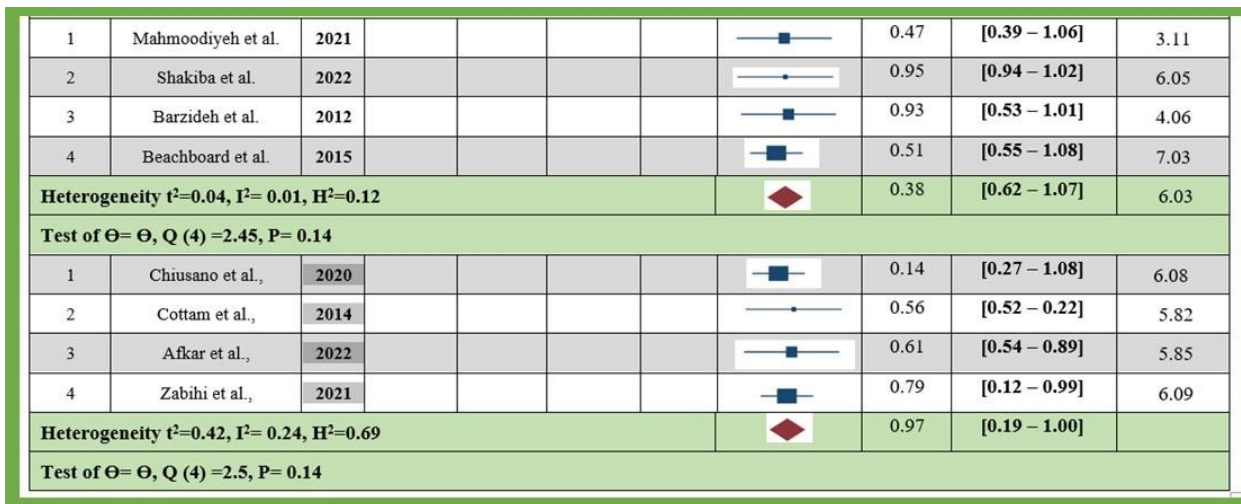 1 Mahmoodiyeh et al. 2021 0.47 [0.39 – 1.06] 3.11
2 Shakiba et al. 2022 0.95 [0.94 – 1.02] 6.05
3 Barzideh et al. 2012 0.93 [0.53 – 1.01] 4.06
4 Beachboard et al. 2015 0.51 [0.55 – 1.08] 7.03
Heterogeneity t²=0.04, I²= 0.01, H²=0.12 0.38 [0.62 – 1.07] 6.03
Test of Ɵ= Ɵ, Q (4) =2.45, P= 0.14
1 Chiusano et al., 2020 0.14 [0.27 – 1.08] 6.08
2 Cottam et al., 2014 0.56 [0.52 – 0.22] 5.82
3 Afkar et al., 2022 0.61 [0.54 – 0.89] 5.85
4 Zabihi et al., 2021 0.79 [0.12 – 0.99] 6.09
Heterogeneity t²=0.42, I²= 0.24, H²=0.69 0.97 [0.19 – 1.00]
Test of Ɵ= Ɵ, Q (4) =2.5, P= 0.14